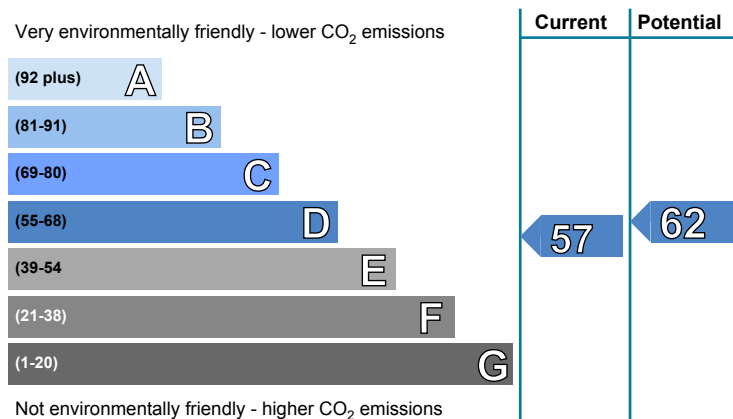 Very environmentally friendly - lower CO2 emissions
Current
Potential
(92 plus) A
(81-91) B
(69-80) C
(55-68) D
(39-54 E
(21-38) F
(1-20) G
57
62
Not environmentally friendly - higher CO2 emissions